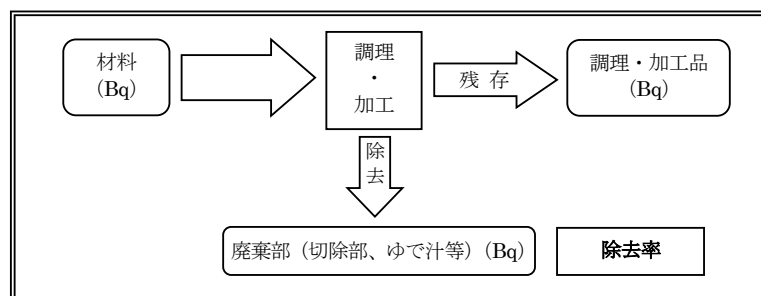 材料
(Bq)
調理
・
加工
残 存
調理・加工品
(Bq)
除
去
廃棄部（切除部、ゆで汁等）(Bq)
除去率